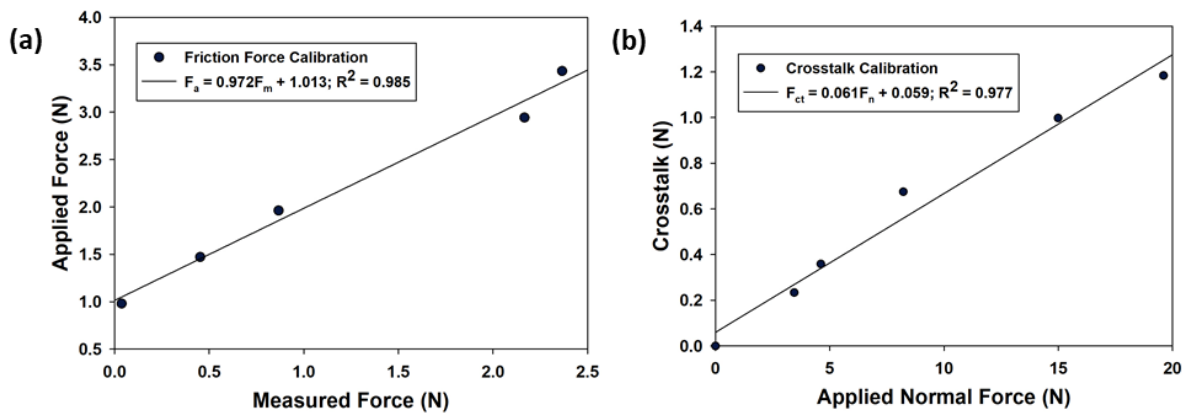 (a)
4.0
3.5
3.0
2.5
2.0
1.5
1.0
0.5
Applied Force (N)
Friction Force Calibration
Fₐ = 0.972Fₘ + 1.013; R² = 0.985
0.0 0.5 1.0 1.5 2.0 2.5
Measured Force (N)
(b)
1.4
1.2
1.0
0.8
0.6
0.4
0.2
0.0
Crosstalk (N)
Crosstalk Calibration
F_ct = 0.061Fₙ + 0.059; R² = 0.977
0 5 10 15 20
Applied Normal Force (N)